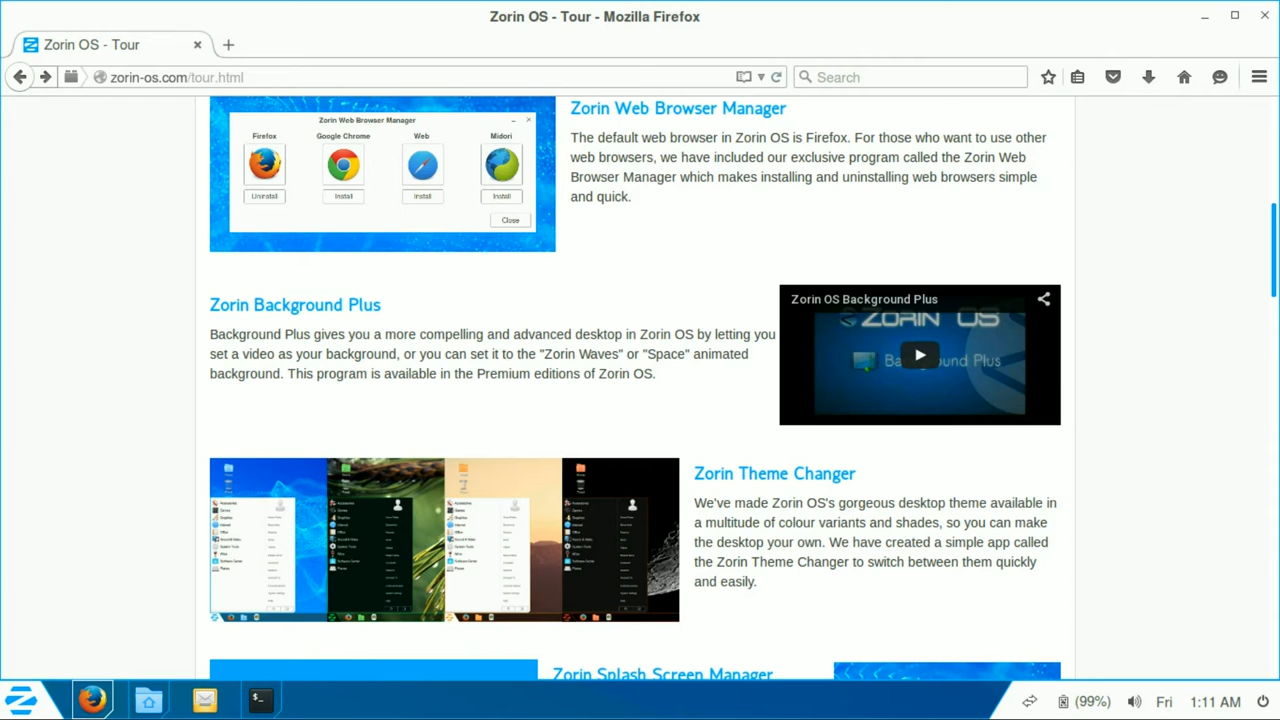 Zorin OS - Tour - Mozilla Firefox
Zorin OS - Tour
zorin-os.com/tour.html
Search
Zorin Web Browser Manager
Firefox Google Chrome Web Midori
Uninstall Install Install Install
Close
Zorin Web Browser Manager
The default web browser in Zorin OS is Firefox. For those who want to use other
web browsers, we have included our exclusive program called the Zorin Web
Browser Manager which makes installing and uninstalling web browsers simple
and quick.
Zorin Background Plus
Background Plus gives you a more compelling and advanced desktop in Zorin OS by letting you
set a video as your background, or you can set it to the "Zorin Waves" or "Space" animated
background. This program is available in the Premium editions of Zorin OS.
Zorin OS Background Plus
ZORIN OS
Zorin Theme Changer
We've made Zorin OS's gorgeous desktop theme available in
a multitude of colour variants and shades, so you can make
the desktop your own. We have created a simple app called
the Zorin Theme Changer to switch between them quickly
and easily.
Zorin Splash Screen Manager
(99%) Fri 1:11 AM